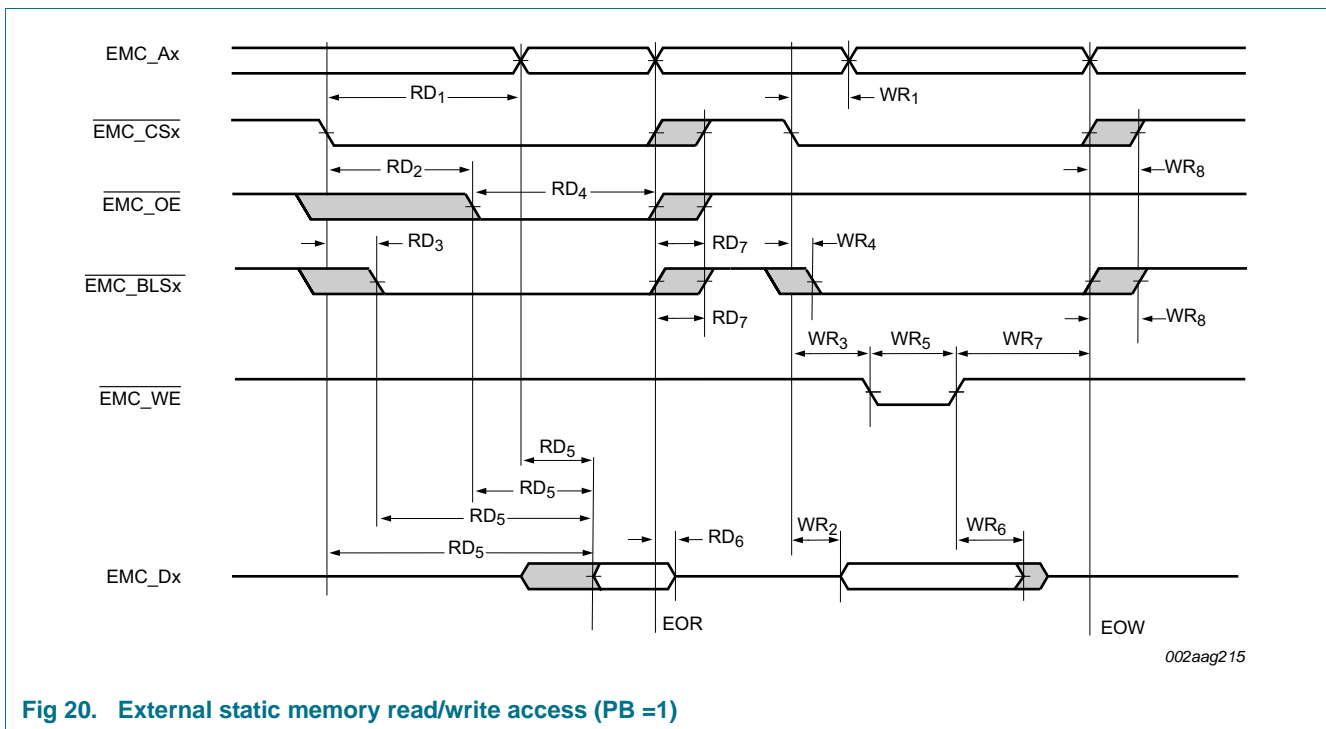 EMC_Ax
RD1
WR1
EMC_CSx
RD2
RD4
WR8
EMC_OE
RD3
RD7
WR4
EMC_BLSx
RD7
WR8
WR3
WR5
WR7
EMC_WE
RD5
RD5
RD5
WR2
WR6
RD5
RD6
EMC_Dx
EOR
EOW
002aag215
Fig 20. External static memory read/write access (PB =1)